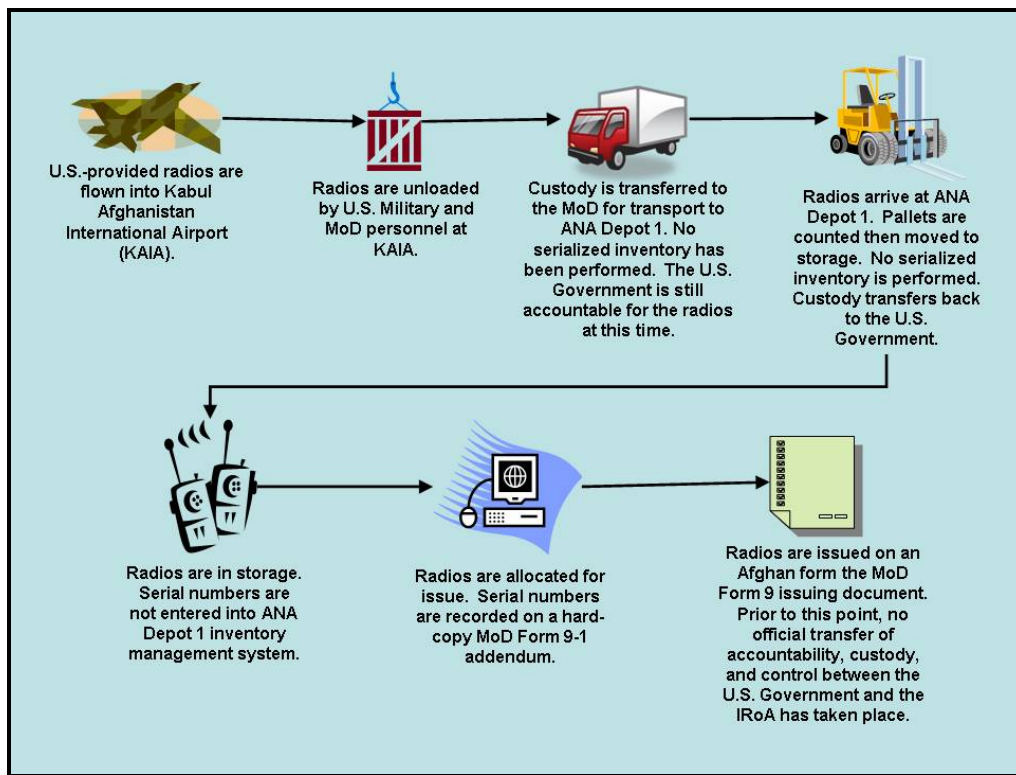 U.S.-provided radios are
flown into Kabul
Afghanistan
International Airport
(KAIA).
Radios are unloaded
by U.S. Military and
MoD personnel at
KAIA.
Custody is transferred to
the MoD for transport to
ANA Depot 1. No
serialized inventory has
been performed. The U.S.
Government is still
accountable for the radios
at this time.
Radios arrive at ANA
Depot 1. Pallets are
counted then moved to
storage. No serialized
inventory is performed.
Custody transfers back
to the U.S.
Government.
Radios are in storage.
Serial numbers are
not entered into ANA
Depot 1 inventory
management system.
Radios are allocated for
issue. Serial numbers
are recorded on a hard-
copy MoD Form 9-1
addendum.
Radios are issued on an
Afghan form the MoD
Form 9 issuing document.
Prior to this point, no
official transfer of
accountability, custody,
and control between the
U.S. Government and the
IRoA has taken place.